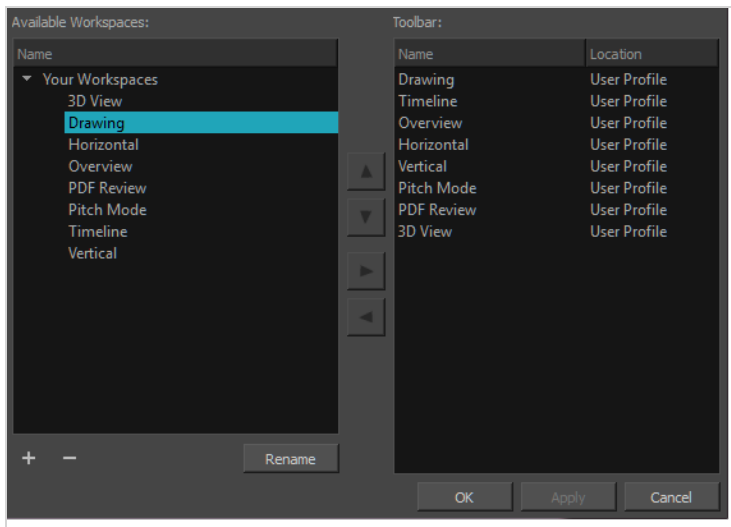 Available Workspaces:
Name
Your Workspaces
3D View
Drawing
Horizontal
Overview
PDF Review
Pitch Mode
Timeline
Vertical
Rename
Toolbar:
Name Location
Drawing User Profile
Timeline User Profile
Overview User Profile
Horizontal User Profile
Vertical User Profile
Pitch Mode User Profile
PDF Review User Profile
3D View User Profile
OK Apply Cancel